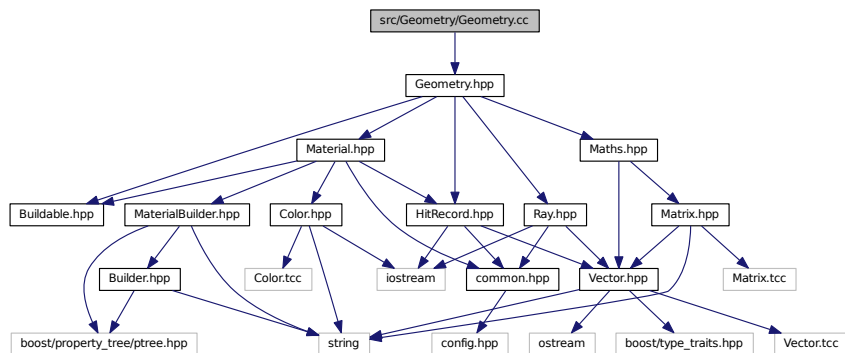 src/Geometry/Geometry.cc
Geometry.hpp
Material.hpp
Maths.hpp
Buildable.hpp
MaterialBuilder.hpp
Color.hpp
HitRecord.hpp
Ray.hpp
Matrix.hpp
Builder.hpp
Color.tcc
iostream
common.hpp
Vector.hpp
Matrix.tcc
boost/property_tree/ptree.hpp
string
config.hpp
ostream
boost/type_traits.hpp
Vector.tcc